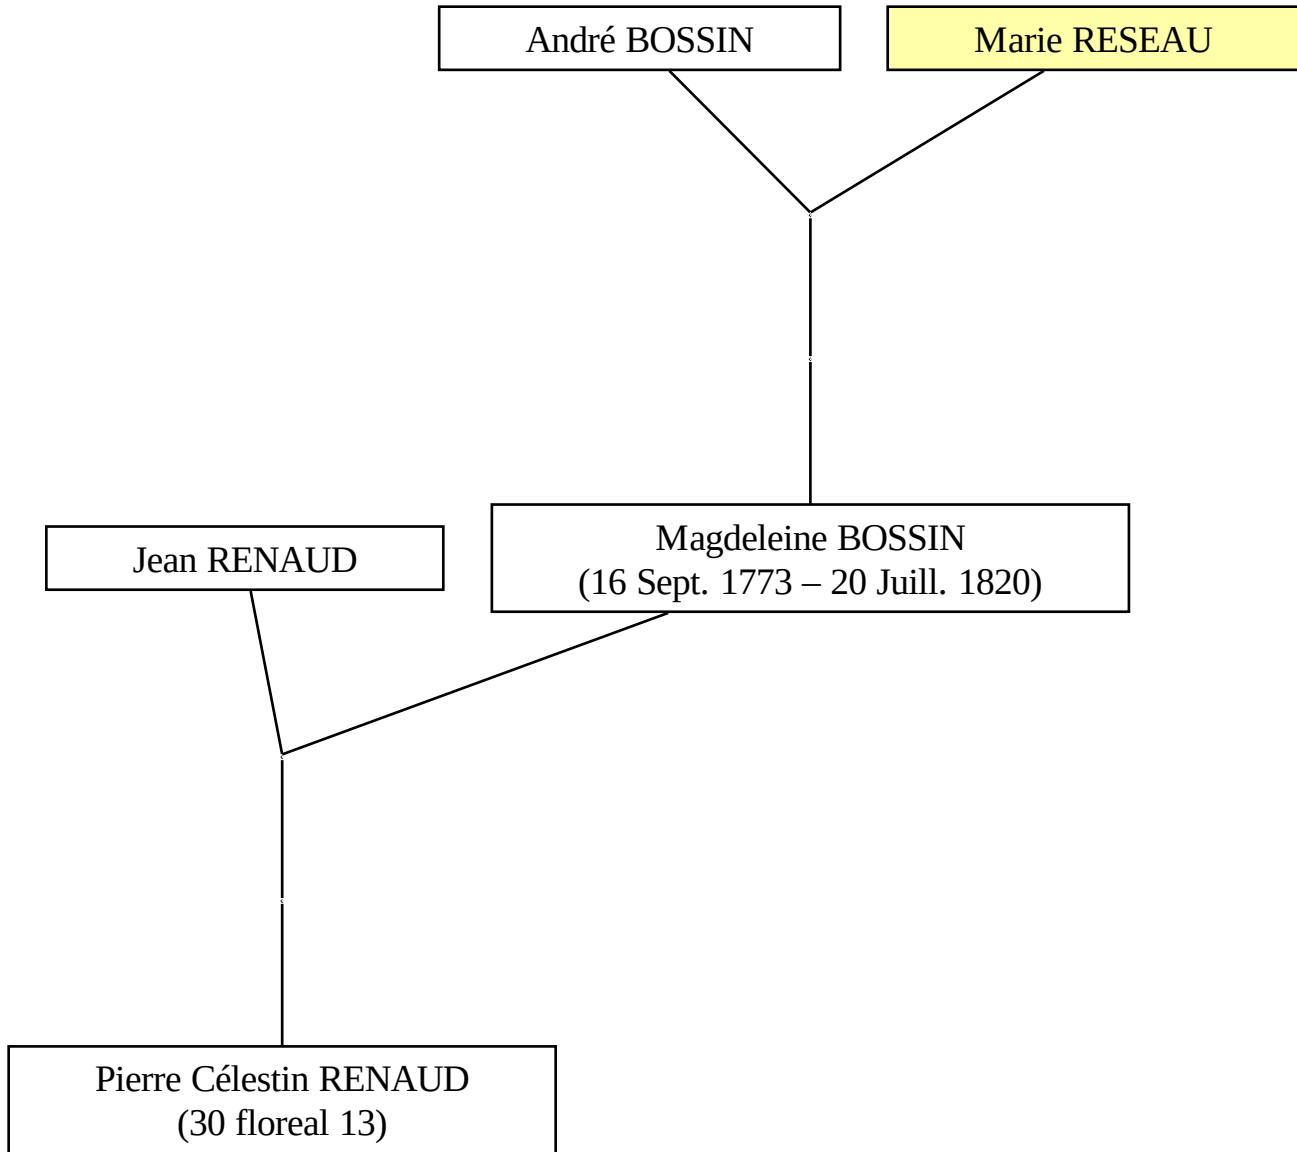 André BOSSIN
Marie RESEAU
Jean RENAUD
Magdeleine BOSSIN
(16 Sept. 1773 – 20 Juill. 1820)
Pierre Célestin RENAUD
(30 floreal 13)